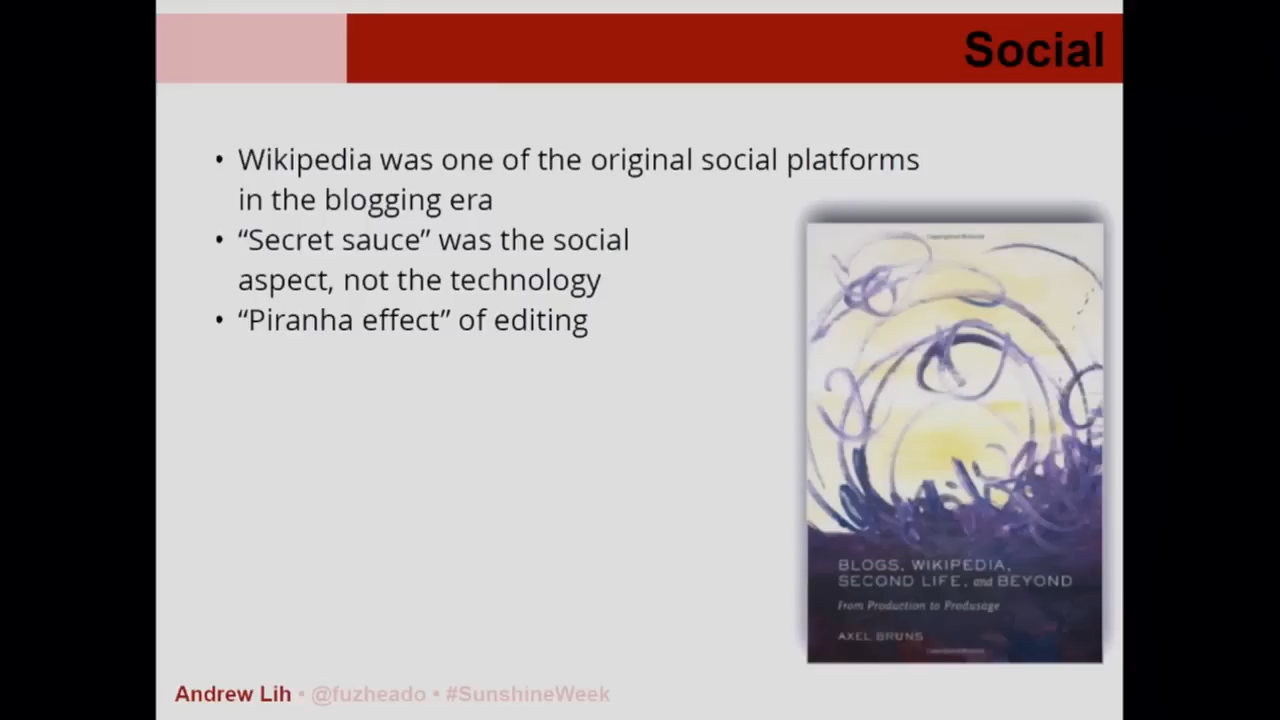 Social
• Wikipedia was one of the original social platforms
in the blogging era
• “Secret sauce” was the social
aspect, not the technology
• “Piranha effect” of editing
BLOGS, WIKIPEDIA,
SECOND LIFE, and BEYOND
From Production to Produsage
AXEL BRUNS
Andrew Lih • @fuzheado • #SunshineWeek